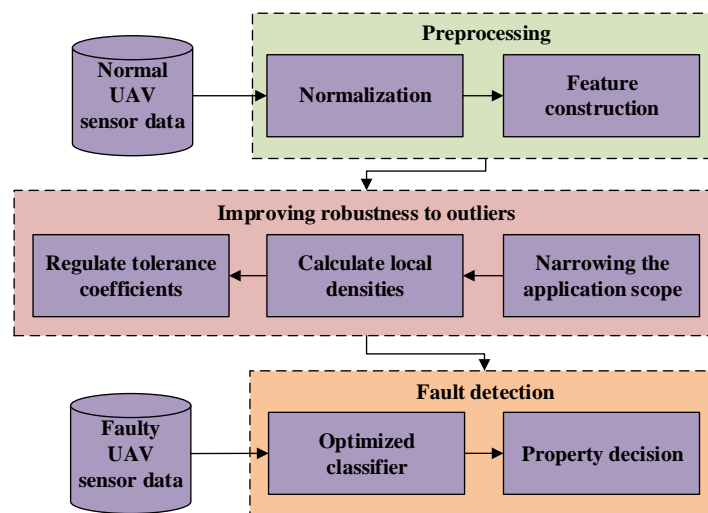 Preprocessing
Normal
UAV
sensor data
Normalization
Feature
construction
Improving robustness to outliers
Regulate tolerance
coefficients
Calculate local
densities
Narrowing the
application scope
Fault detection
Faulty
UAV
sensor data
Optimized
classifier
Property decision